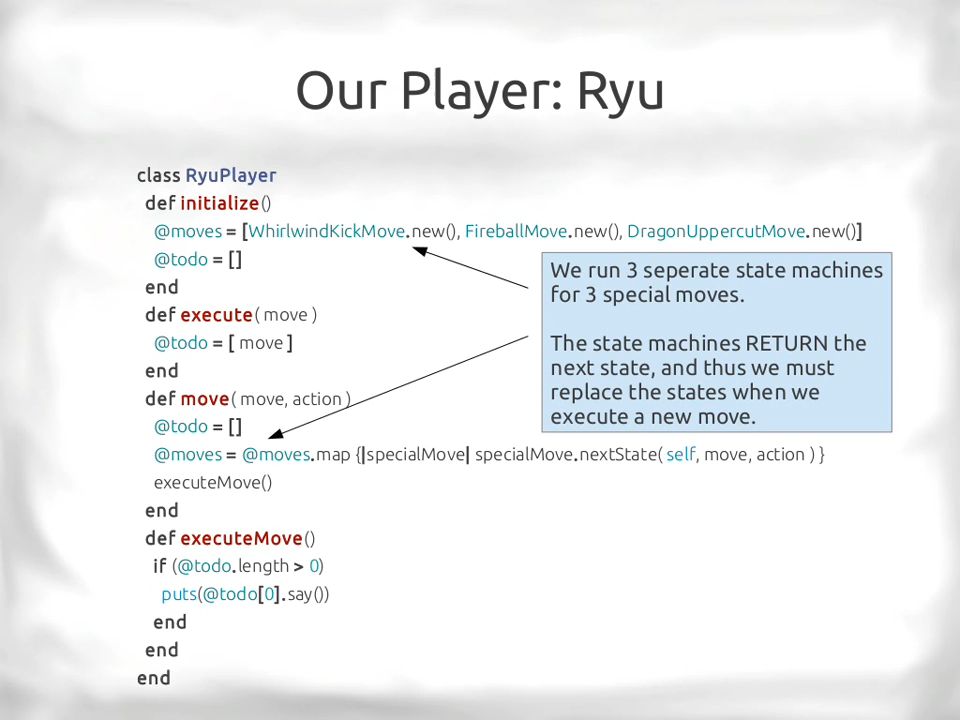 Our Player: Ryu
class RyuPlayer
def initialize()
@moves = [WhirlwindKickMove.new(), FireballMove.new(), DragonUppercutMove.new()]
@todo = []
end
def execute( move )
@todo = [ move ]
end
def move( move, action )
@todo = []
@moves = @moves.map {|specialMove| specialMove.nextState( self, move, action ) }
executeMove()
end
def executeMove()
if (@todo.length > 0)
puts(@todo[0].say())
end
end
end
We run 3 seperate state machines
for 3 special moves.
The state machines RETURN the
next state, and thus we must
replace the states when we
execute a new move.